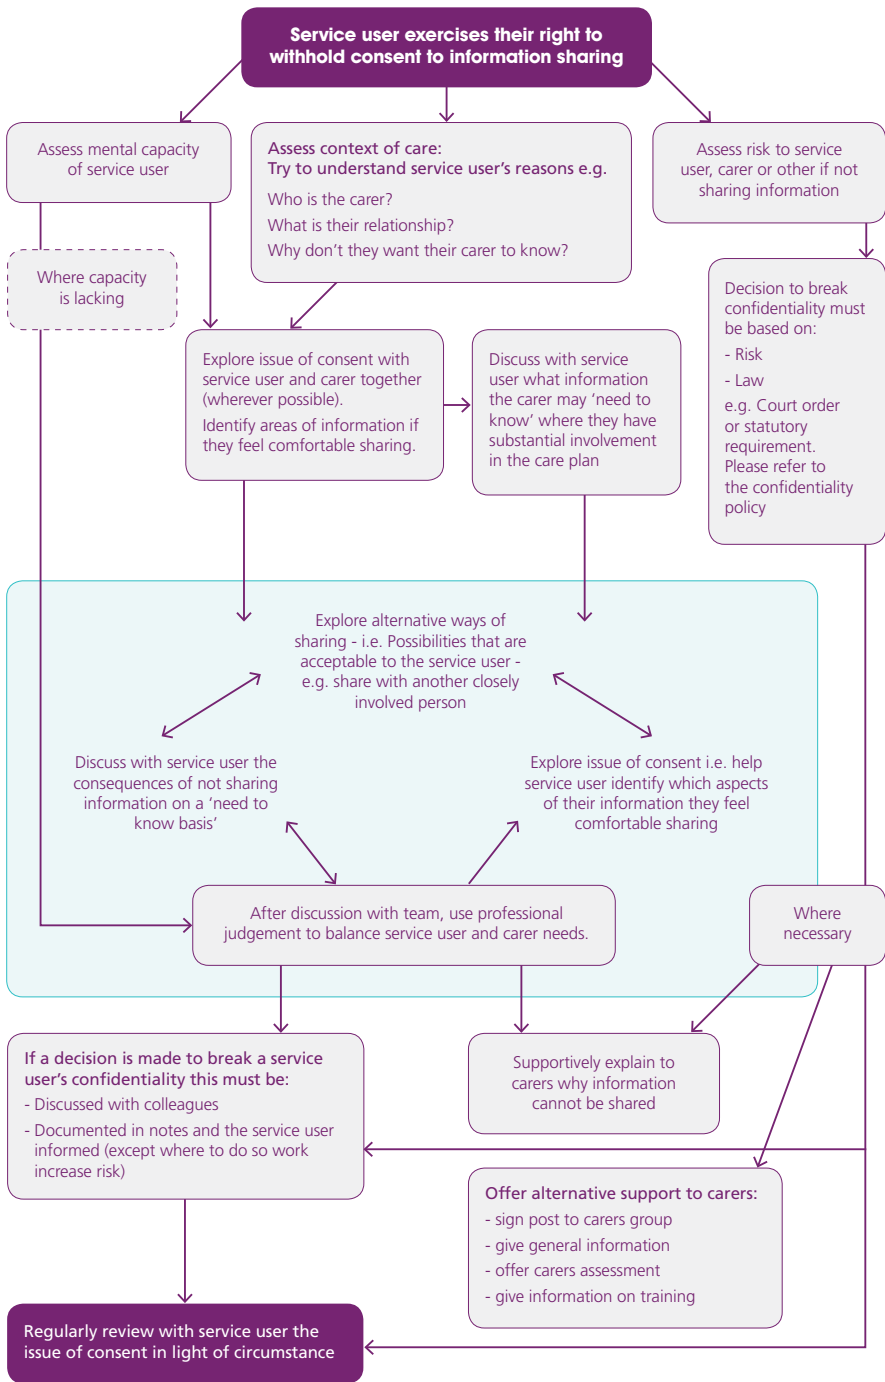 Service user exercises their right to
withhold consent to information sharing
Assess mental capacity
of service user
Assess context of care:
Try to understand service user's reasons e.g.
Who is the carer?
What is their relationship?
Why don't they want their carer to know?
Assess risk to service
user, carer or other if not
sharing information
Where capacity
is lacking
Decision to break
confidentiality must
be based on:
- Risk
- Law
e.g. Court order
or statutory
requirement.
Please refer to
the confidentiality
policy
Explore issue of consent with
service user and carer together
(wherever possible).
Identify areas of information if
they feel comfortable sharing.
Discuss with service
user what information
the carer may ‘need to
know’ where they have
substantial involvement
in the care plan
Explore alternative ways of
sharing - i.e. Possibilities that are
acceptable to the service user -
e.g. share with another closely
involved person
Discuss with service user the
consequences of not sharing
information on a ‘need to
know basis’
Explore issue of consent i.e. help
service user identify which aspects
of their information they feel
comfortable sharing
After discussion with team, use professional
judgement to balance service user and carer needs.
Where
necessary
If a decision is made to break a service
user's confidentiality this must be:
- Discussed with colleagues
- Documented in notes and the service user
informed (except where to do so work
increase risk)
Supportively explain to
carers why information
cannot be shared
Offer alternative support to carers:
- sign post to carers group
- give general information
- offer carers assessment
- give information on training
Regularly review with service user the
issue of consent in light of circumstance